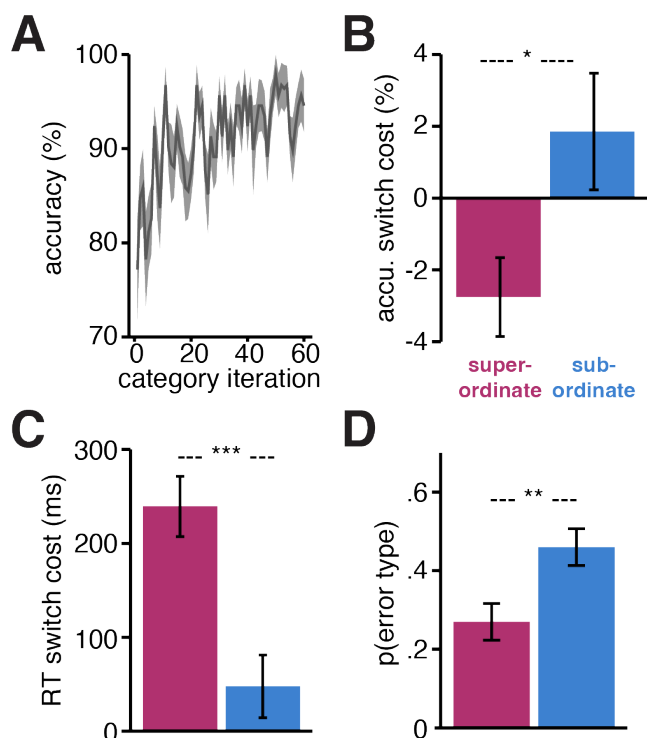 A
accuracy (%)
100
90
80
70
0
20
40
60
category iteration
B
accu. switch cost (%)
4
2
0
-2
-4
*
super-
ordinate
sub-
ordinate
C
RT switch cost (ms)
300
200
100
0
***
D
p(error type)
.6
.4
.2
0
**